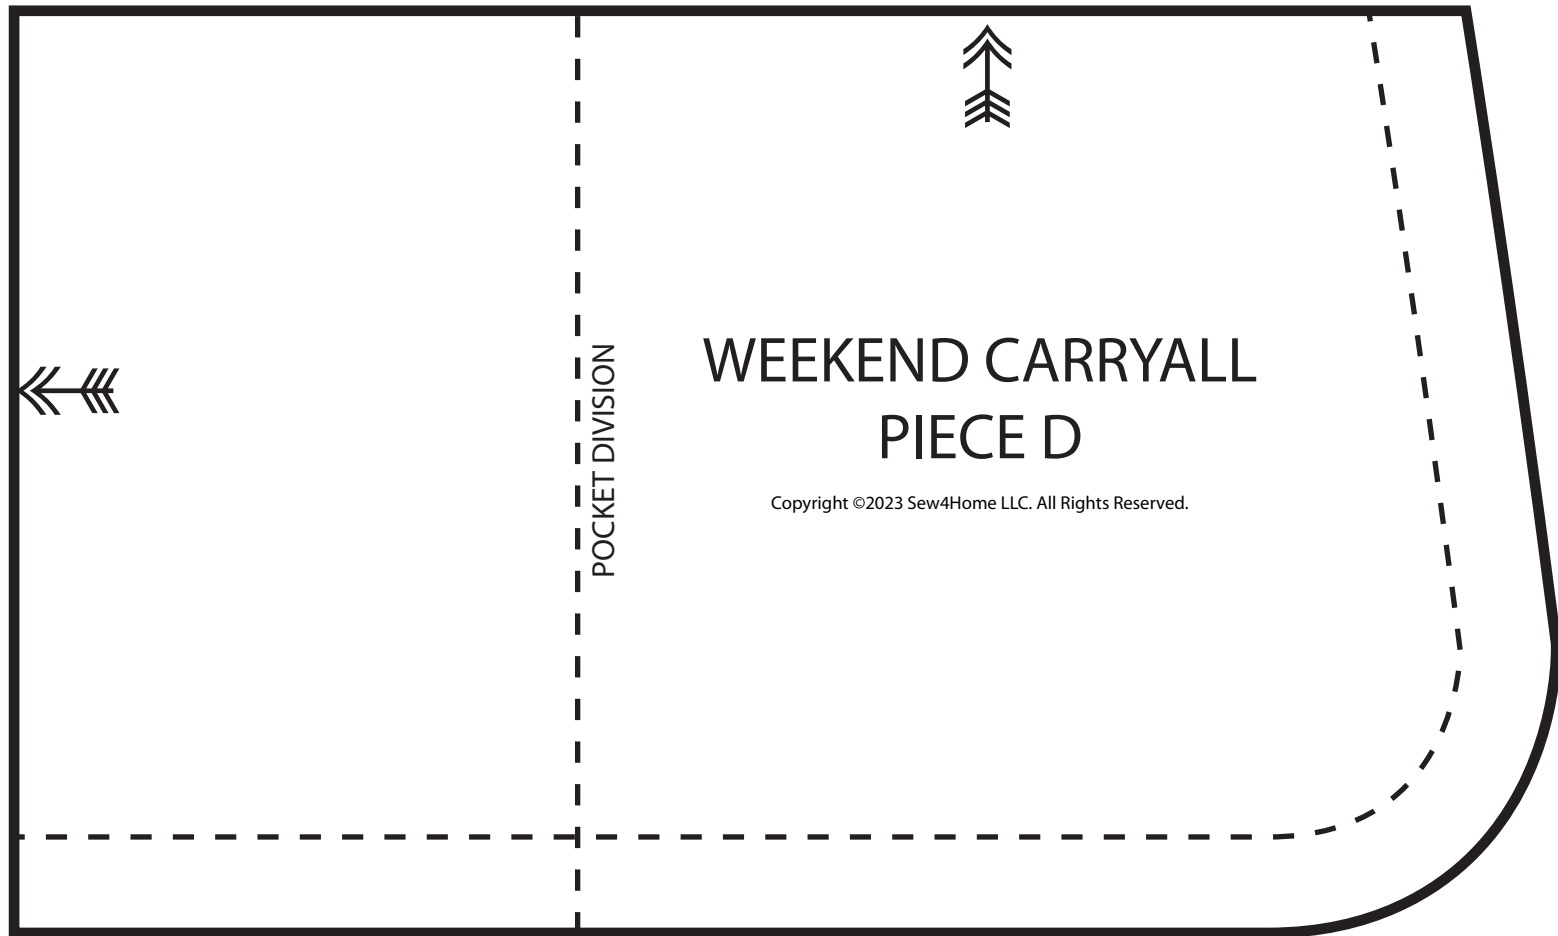 WEEKEND CARRYALL
PIECE D
Copyright ©2023 Sew4Home LLC. All Rights Reserved.
POCKET DIVISION